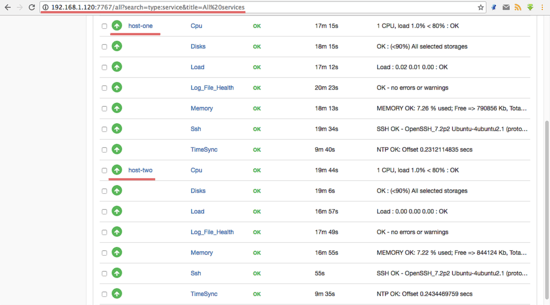 192.168.1.120:7767/all?search=type:service&title=All%20services
host-one Cpu OK 17m 15s 1 CPU, load 1.0% < 80% : OK
Disks OK 18m 15s OK : (<90%) All selected storages
Load OK 17m 12s Load : 0.02 0.01 0.00 : OK
Log_File_Health OK 20m 23s OK - no errors or warnings
Memory OK 18m 13s MEMORY OK: 7.26 % used; Free => 790856 Kb, Tota...
Ssh OK 19m 34s SSH OK - OpenSSH_7.2p2 Ubuntu-4ubuntu2.1 (proto...
TimeSync OK 9m 40s NTP OK: Offset 0.2312114835 secs
host-two Cpu OK 19m 44s 1 CPU, load 1.0% < 80% : OK
Disks OK 19m 6s OK : (<90%) All selected storages
Load OK 16m 57s Load : 0.00 0.00 0.00 : OK
Log_File_Health OK 17m 49s OK - no errors or warnings
Memory OK 16m 55s MEMORY OK: 7.22 % used; Free => 844124 Kb, Tota...
Ssh OK 55s SSH OK - OpenSSH_7.2p2 Ubuntu-4ubuntu2.1 (proto...
TimeSync OK 9m 35s NTP OK: Offset 0.2434489759 secs